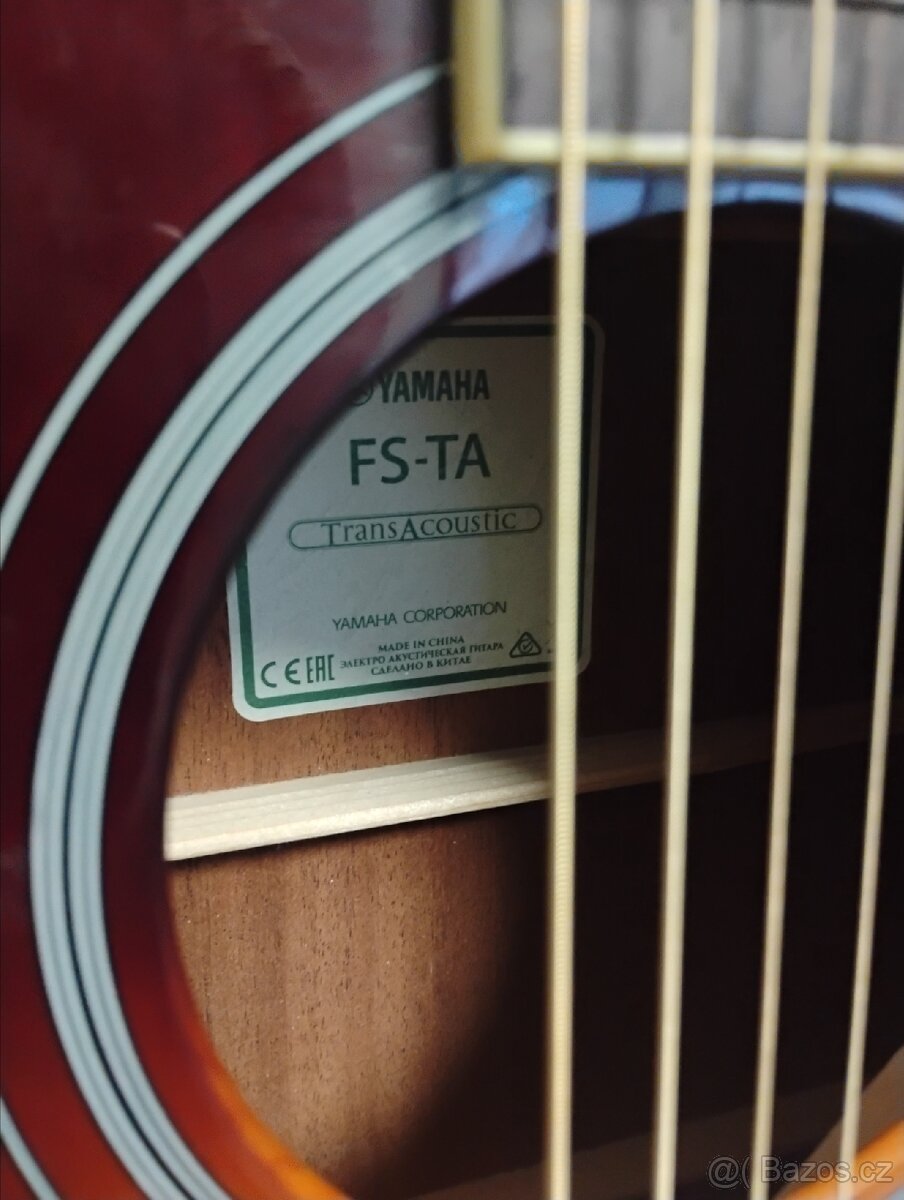 YAMAHA
FS-TA
TransAcoustic
YAMAHA CORPORATION
MADE IN CHINA
ЭЛЕКТРО АКУСТИЧЕСКАЯ ГИТАРА
СДЕЛАНО В КИТАЕ
CE EAC
@( Bazos.cz